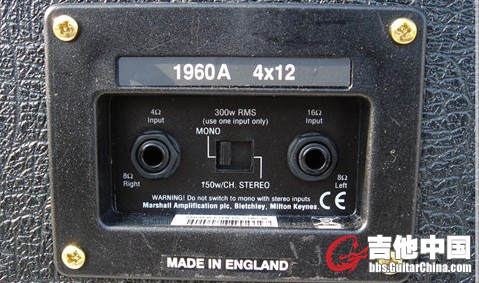 1960A 4x12
4Ω
Input
300w RMS
(use one input only)
16Ω
Input
MONO
8Ω
Right
8Ω
Left
150w/CH. STEREO
WARNING! Do not switch to mono with stereo inputs
Marshall Amplification plc, Bletchley, Milton Keynes.
CE
MADE IN ENGLAND
吉他中国
bbs.GuitarChina.com